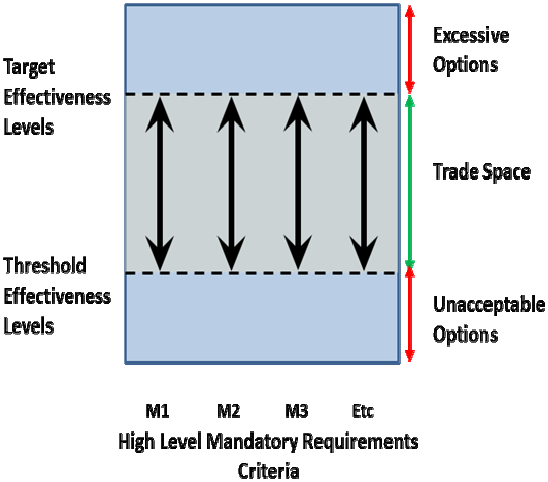 Excessive
Options
Target
Effectiveness
Levels
Trade Space
Threshold
Effectiveness
Levels
Unacceptable
Options
M1 M2 M3 Etc
High Level Mandatory Requirements
Criteria